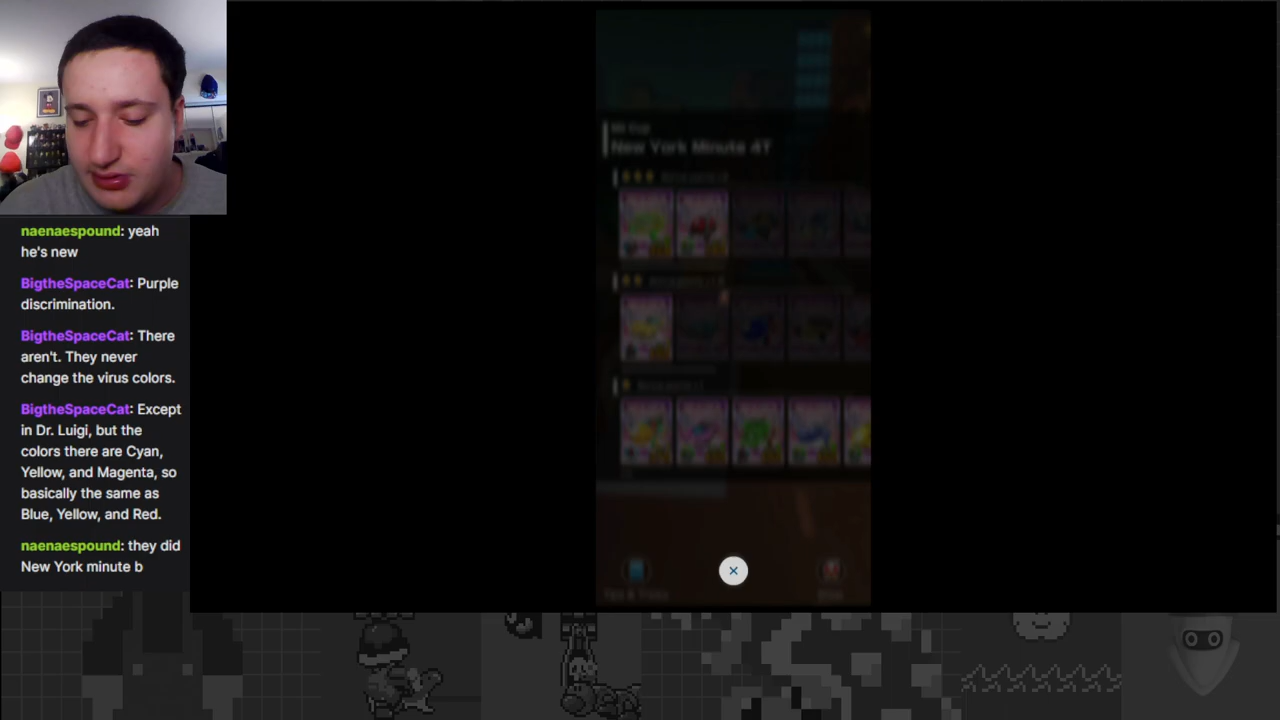 naenaespound: yeah
he's new
BigtheSpaceCat: Purple
discrimination.
BigtheSpaceCat: There
aren't. They never
change the virus colors.
BigtheSpaceCat: Except
in Dr. Luigi, but the
colors there are Cyan,
Yellow, and Magenta, so
basically the same as
Blue, Yellow, and Red.
naenaespound: they did
New York minute b
New York Minute 4T
Tips & Tricks